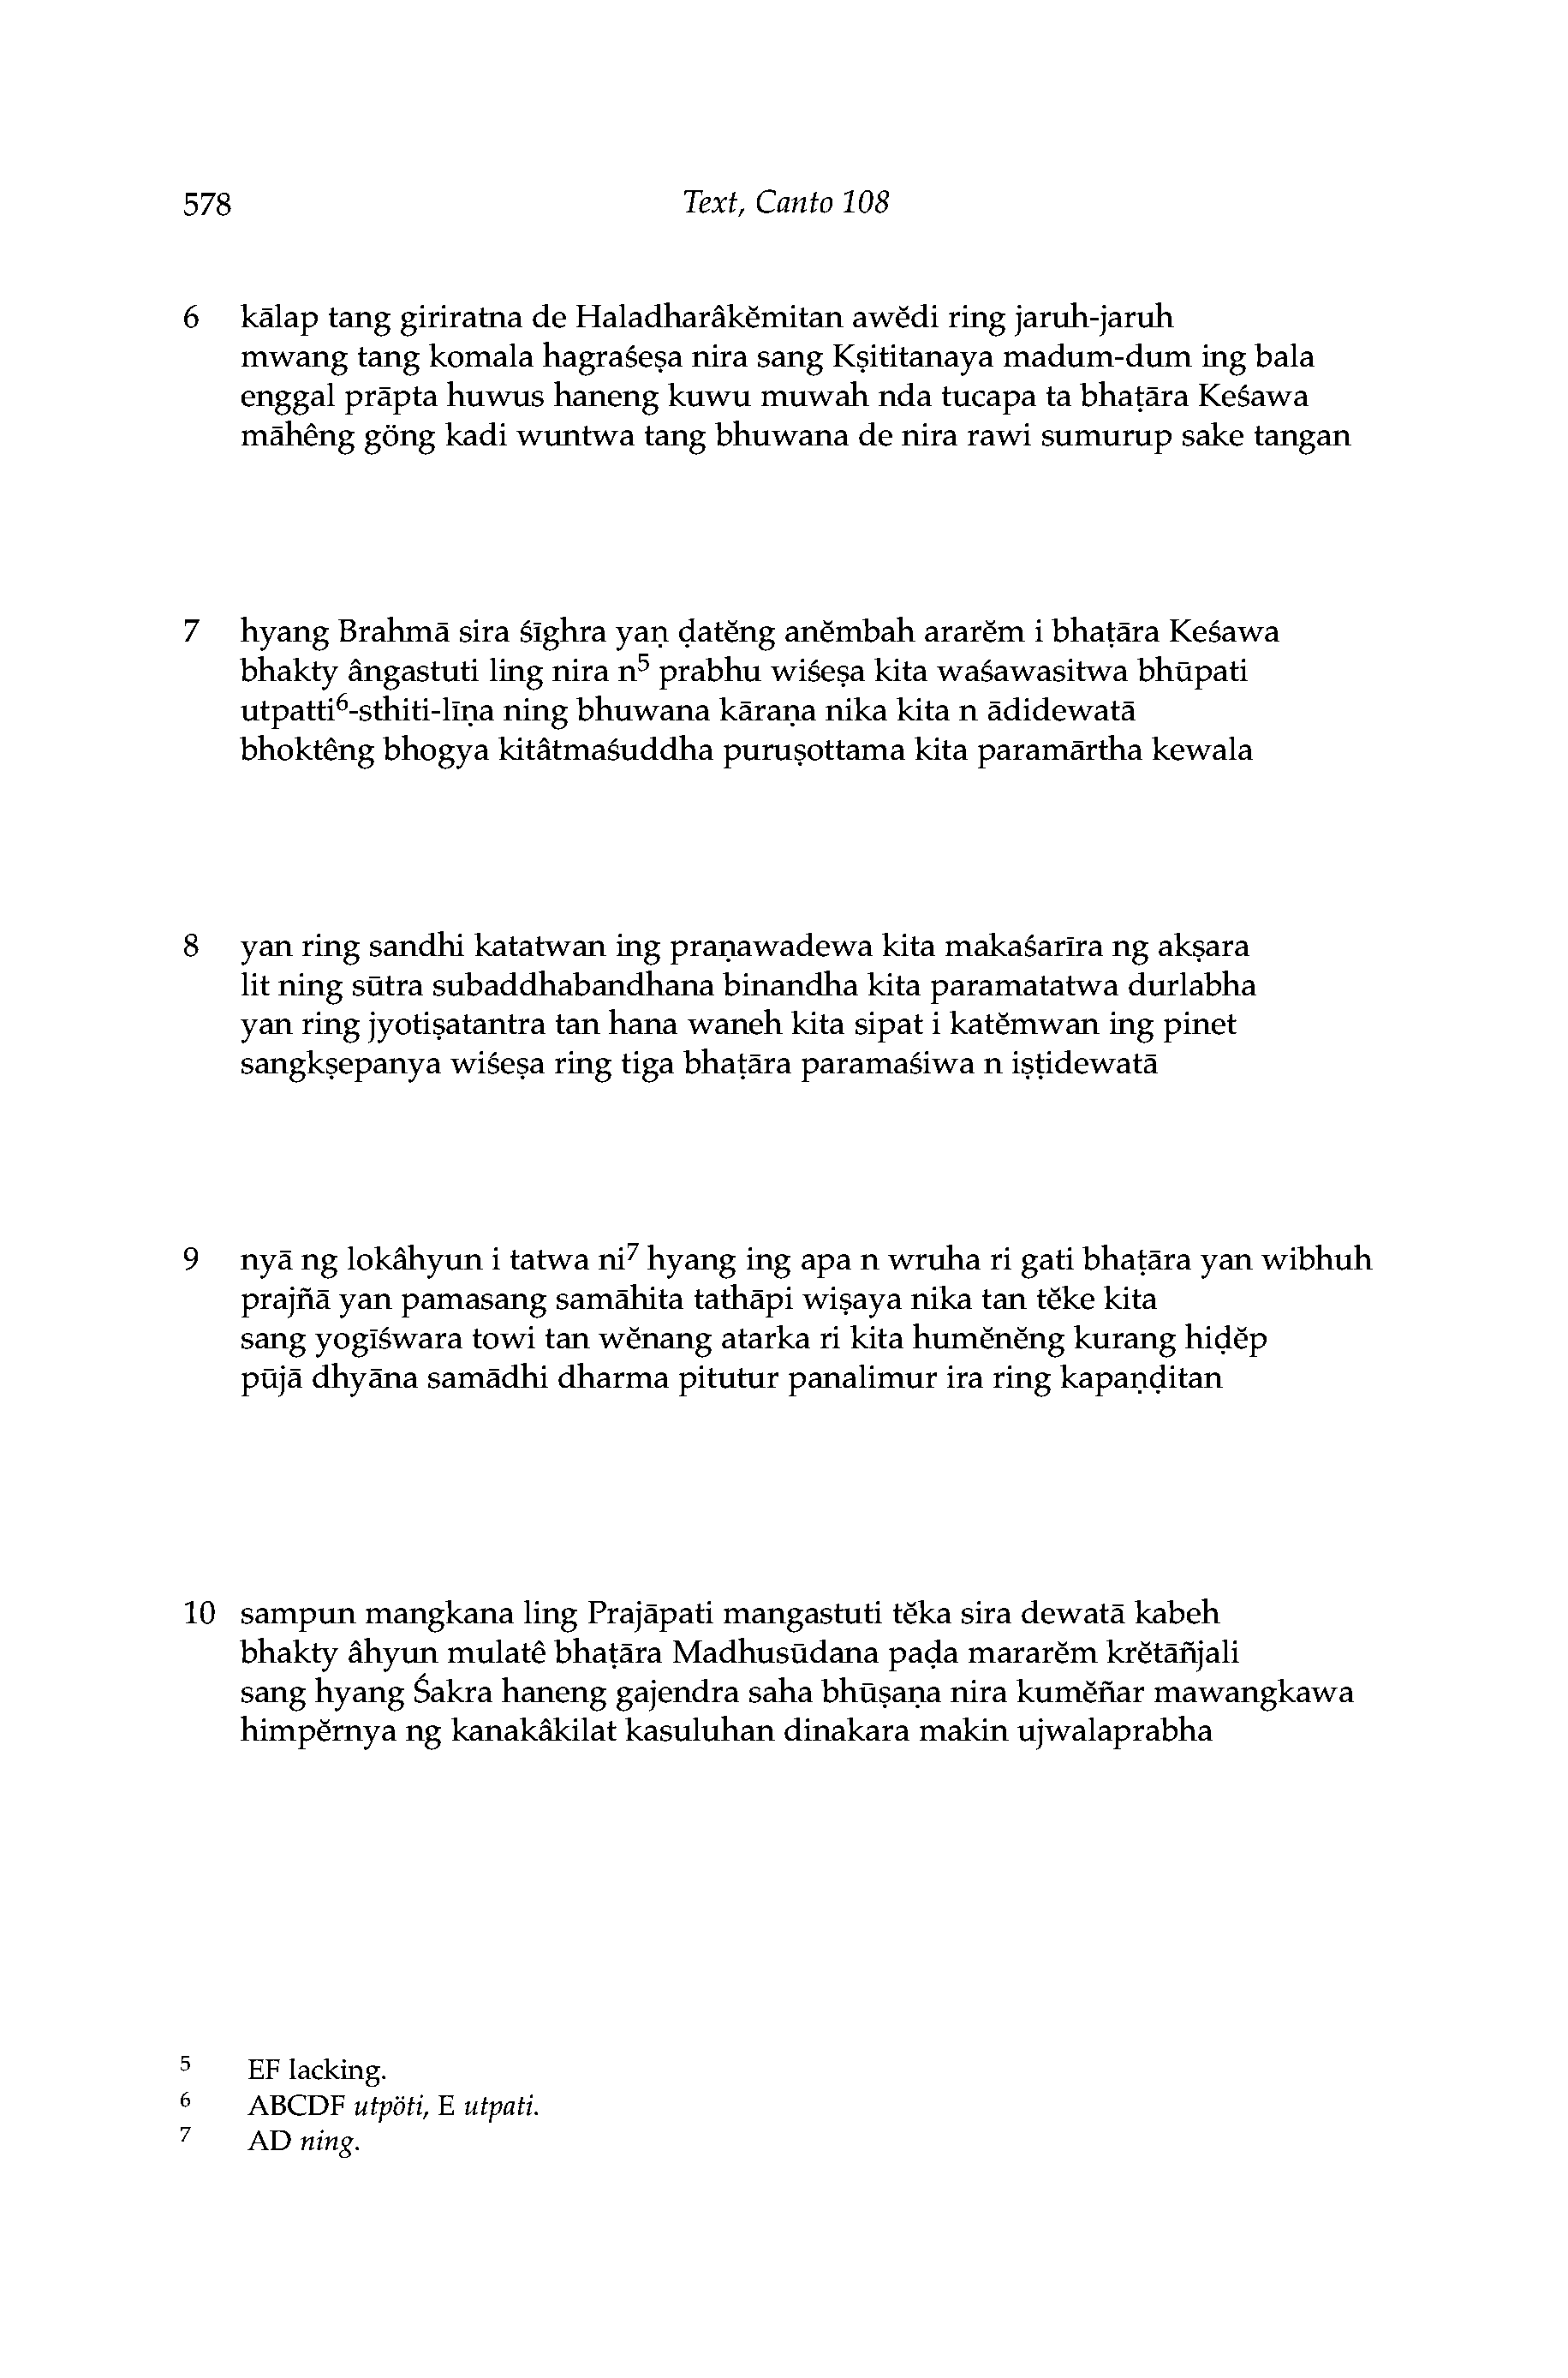 578 Text, Canto 108
6 kālap tang giriratna de Haladharâkĕmitan awĕdi ring jaruh-jaruh
mwang tang komala hagraśeṣa nira sang Kṣititanaya madum-dum ing bala
enggal prāpta huwus haneng kuwu muwah nda tucapa ta bhaṭāra Keśawa
māhêng göng kadi wuntwa tang bhuwana de nira rawi sumurup sake tangan
7 hyang Brahmā sira śīghra yaṇ ḍatĕng anĕmbah ararĕm i bhaṭāra Keśawa
bhakty ângastuti ling nira n⁵ prabhu wiśeṣa kita waśawasitwa bhūpati
utpatti⁶-sthiti-līṇa ning bhuwana kāraṇa nika kita n ādidewatā
bhoktêng bhogya kitâtmaśuddha puruṣottama kita paramārtha kewala
8 yan ring sandhi katatwan ing praṇawadewa kita makaśarīra ng akṣara
lit ning sūtra subaddhabandhana binandha kita paramatatwa durlabha
yan ring jyotiṣatantra tan hana waneh kita sipat i katĕmwan ing pinet
sangkṣepanya wiśeṣa ring tiga bhaṭāra paramaśiwa n iṣṭidewatā
9 nyā ng lokâhyun i tatwa ni⁷ hyang ing apa n wruha ri gati bhaṭāra yan wibhuh
prajñā yan pamasang samāhita tathāpi wiṣaya nika tan tĕke kita
sang yogīśwara towi tan wĕnang atarka ri kita humĕnĕng kurang hiḍĕp
pūjā dhyāna samādhi dharma pitutur panalimur ira ring kapaṇḍitan
10 sampun mangkana ling Prajāpati mangastuti tĕka sira dewatā kabeh
bhakty âhyun mulatê bhaṭāra Madhusūdana paḍa mararĕm krĕtāñjali
sang hyang Śakra haneng gajendra saha bhūṣaṇa nira kumĕñar mawangkawa
himpĕrnya ng kanakâkilat kasuluhan dinakara makin ujwalaprabha
⁵ EF lacking.
⁶ ABCDF utpöti, E utpati.
⁷ AD ning.